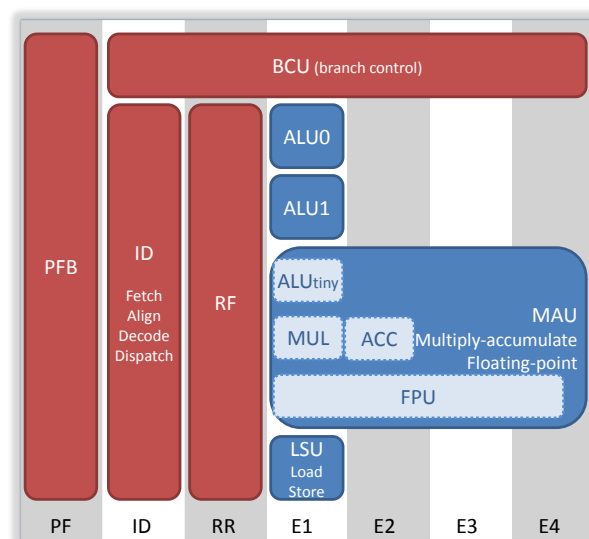 BCU (branch control)
ALU0
ALU1
PFB
ID
Fetch
Align
Decode
Dispatch
RF
ALUtiny
MUL
ACC
MAU
Multiply-accumulate
Floating-point
FPU
LSU
Load
Store
PF
ID
RR
E1
E2
E3
E4